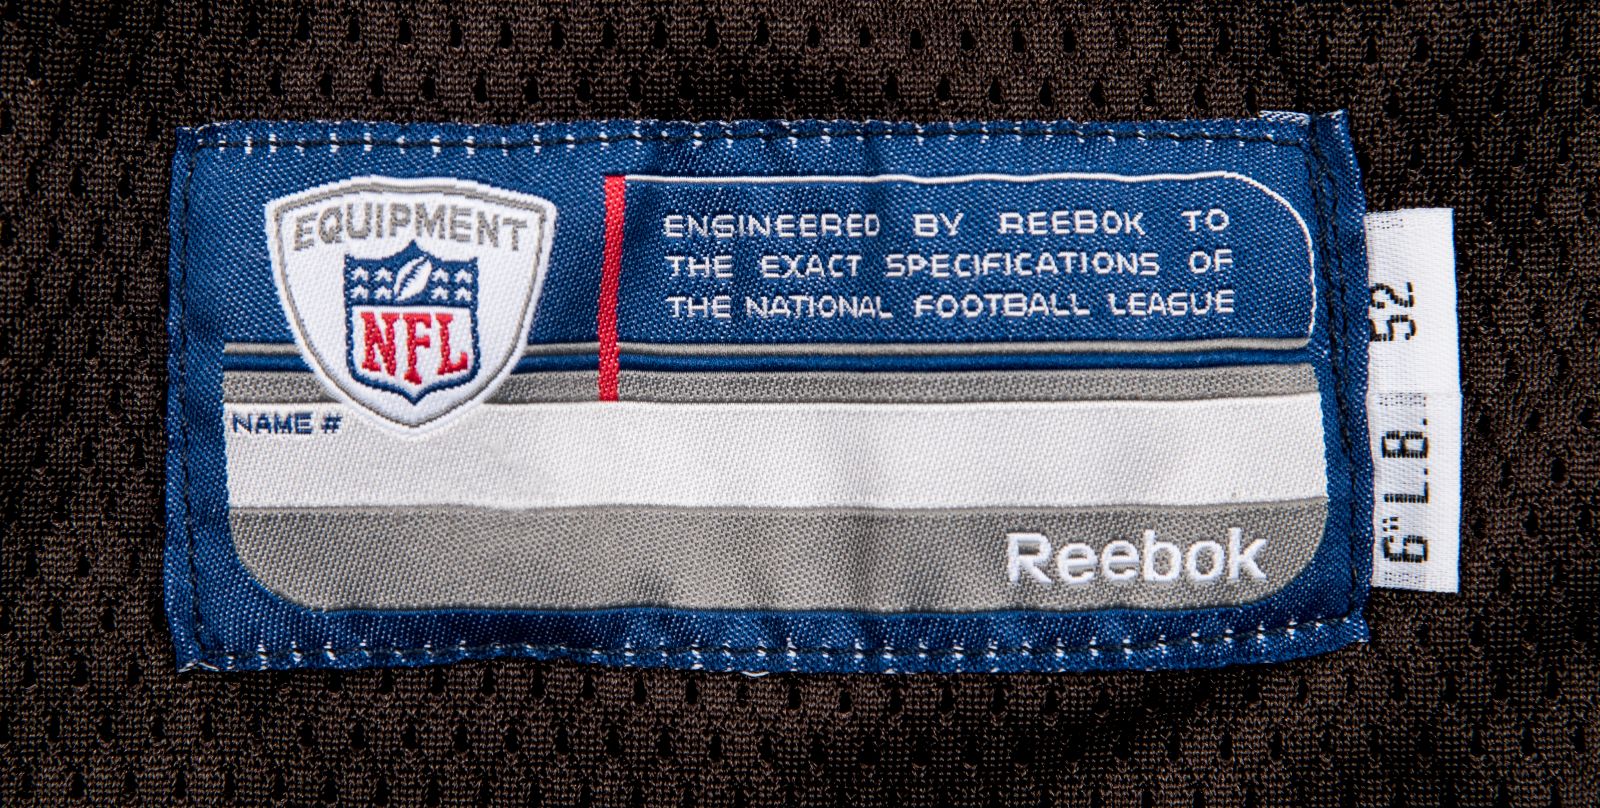 EQUIPMENT
NFL
ENGINEERED BY REEBOK TO
THE EXACT SPECIFICATIONS OF
THE NATIONAL FOOTBALL LEAGUE
NAME #
Reebok
6" L.B.
52